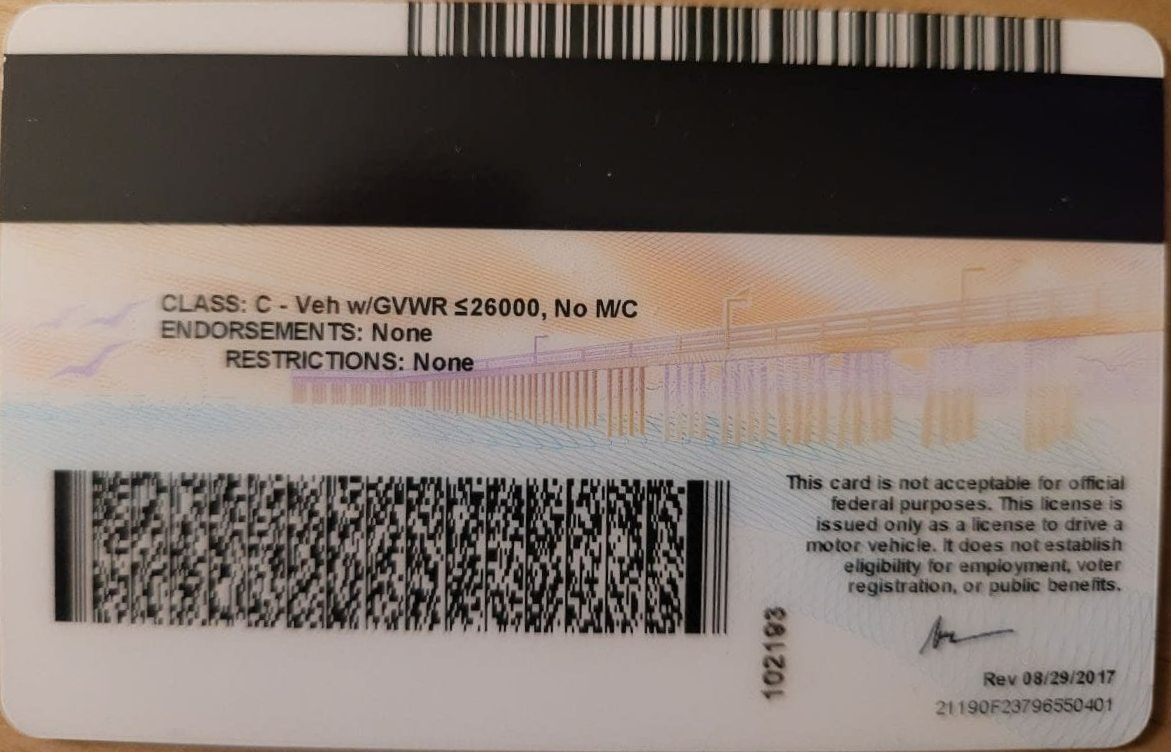 CLASS: C - Veh w/GVWR ≤26000, No M/C
ENDORSEMENTS: None
RESTRICTIONS: None
This card is not acceptable for official
federal purposes. This license is
issued only as a license to drive a
motor vehicle. It does not establish
eligibility for employment, voter
registration, or public benefits.
102193
Rev 08/29/2017
21190F23796550401